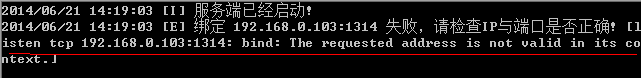 2014/06/21 14:19:03 [I] 服务端已经启动!
2014/06/21 14:19:03 [E] 绑定 192.168.0.103:1314 失败，请检查IP与端口是否正确! [l
isten tcp 192.168.0.103:1314: bind: The requested address is not valid in its co
ntext.]